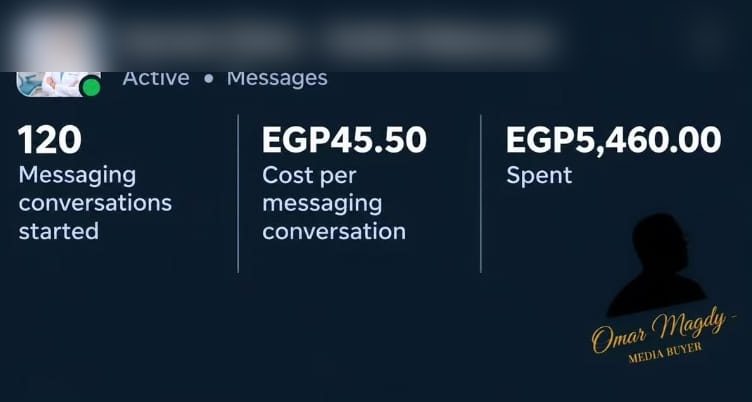 Active • Messages
120
Messaging
conversations
started
EGP45.50
Cost per
messaging
conversation
EGP5,460.00
Spent
Omar Magdy -
MEDIA BUYER